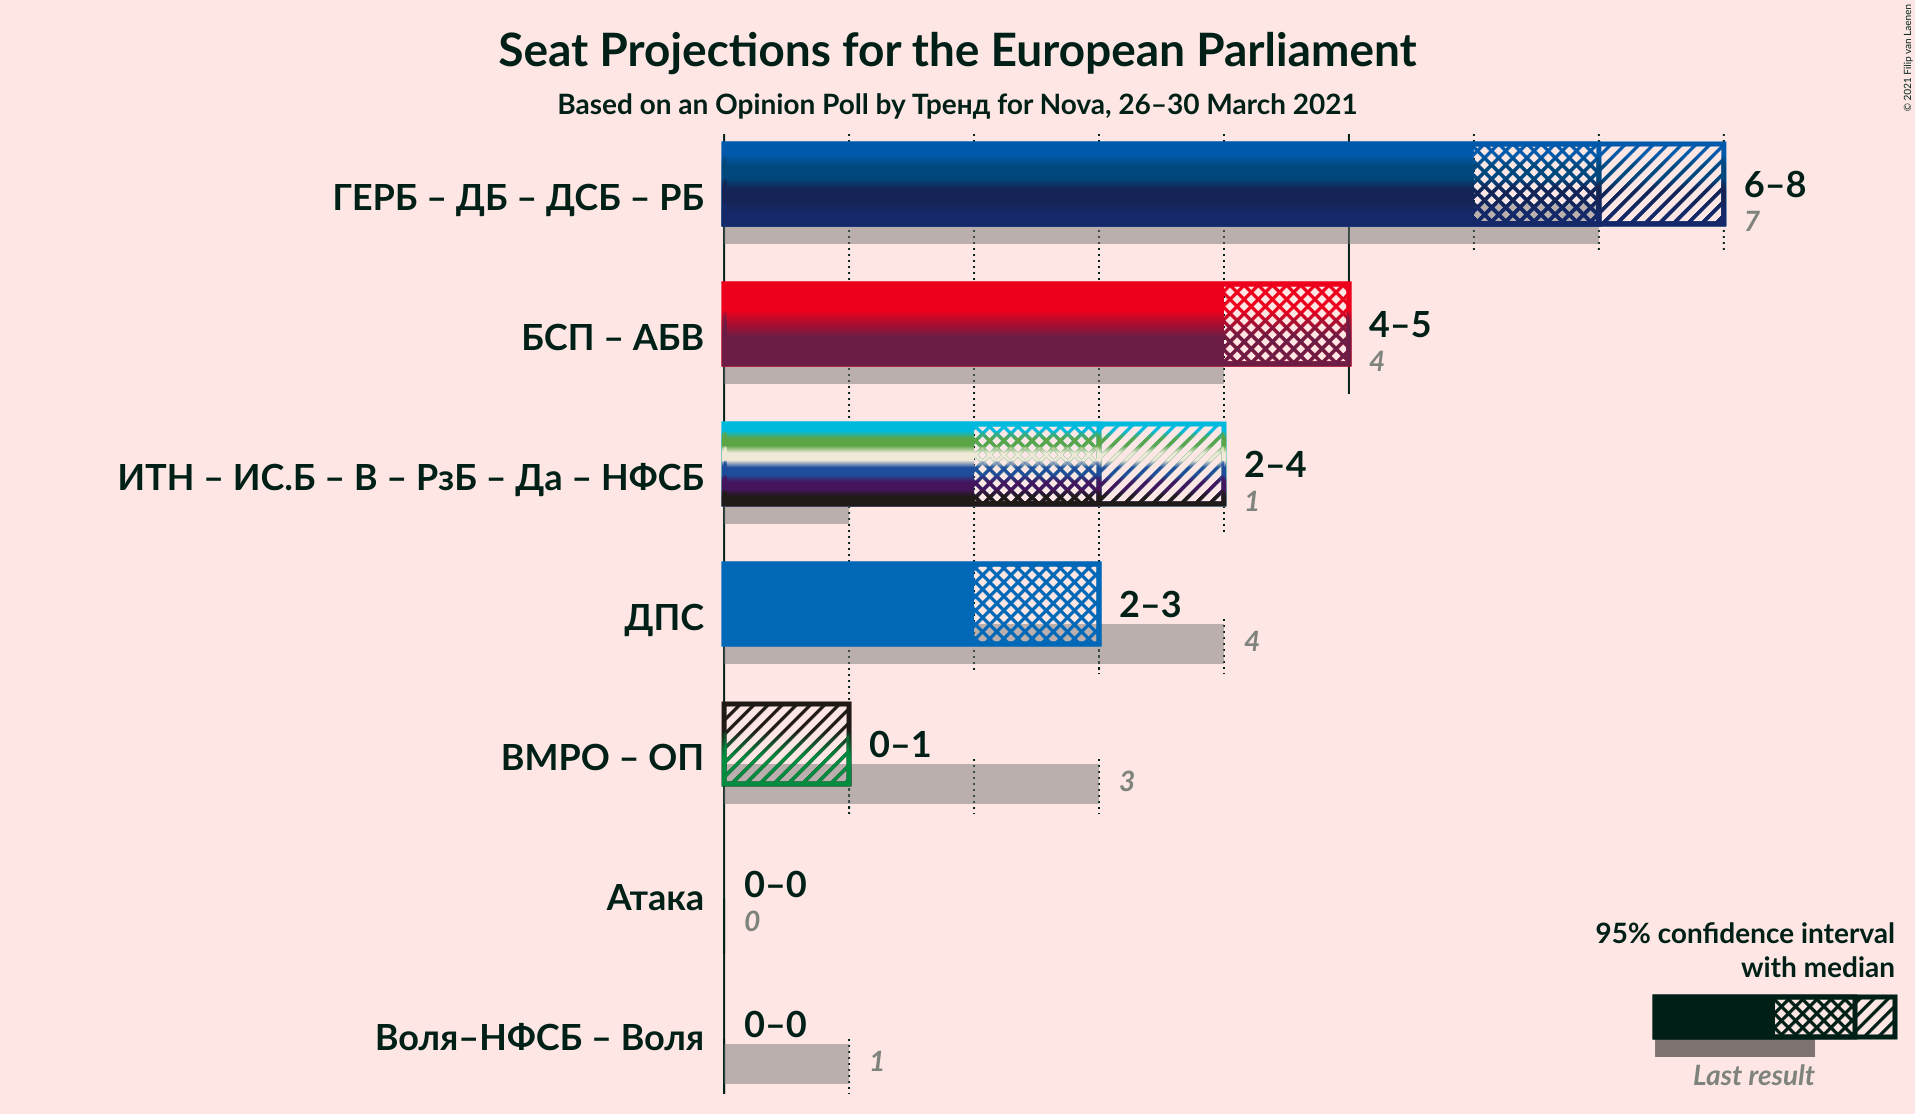 Seat Projections for the European Parliament
Based on an Opinion Poll by Тренд for Nova, 26–30 March 2021
© 2021 Filip van Laenen
ГЕРБ – ДБ – ДСБ – РБ
6–8
7
БСП – АБВ
4–5
4
ИТН – ИС.Б – В – РзБ – Да – НФСБ
2–4
1
ДПС
2–3
4
ВМРО – ОП
0–1
3
Атака
0–0
0
Воля–НФСБ – Воля
0–0
1
95% confidence interval
with median
Last result